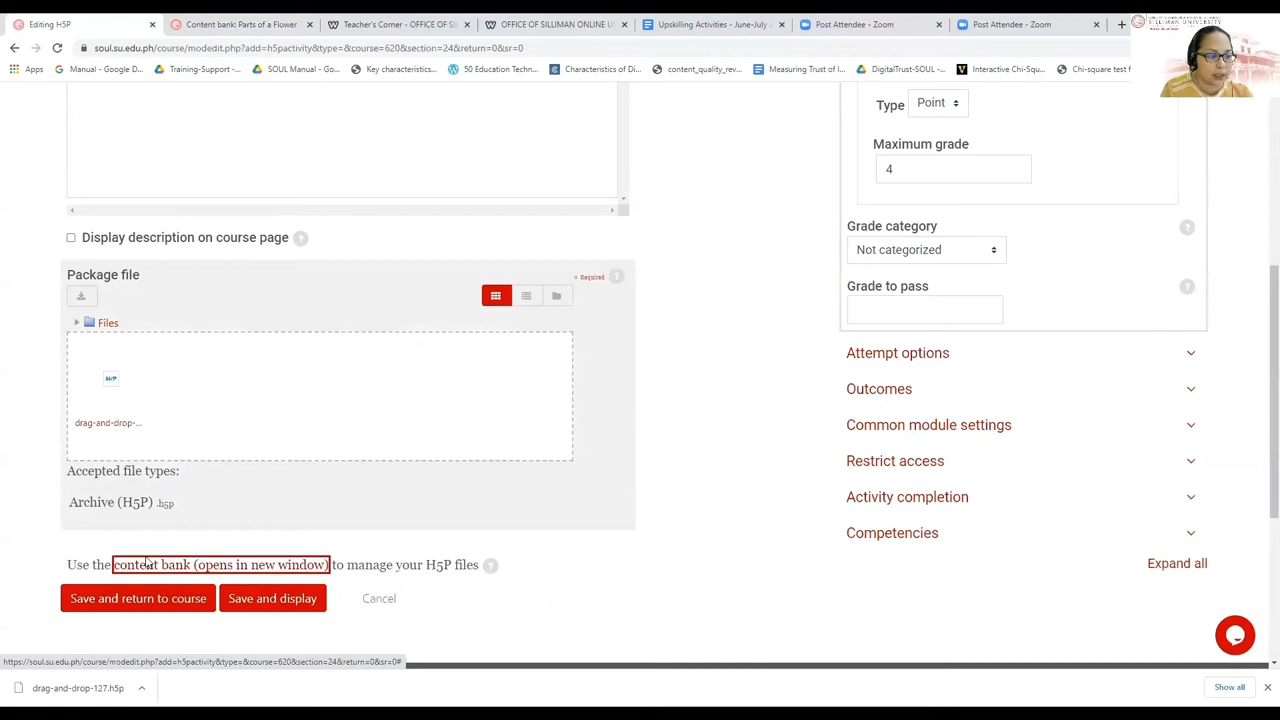 Editing H5P
Content bank: Parts of a Flower
Teacher's Corner - OFFICE OF S
OFFICE OF SILLIMAN ONLINE U
Upskilling Activities - June-July
Post Attendee - Zoom
Post Attendee - Zoom
soul.su.edu.ph/course/modedit.php?add=h5pactivity&type=&course=620&section=24&return=0&sr=0
Apps
Manual - Google D...
Training-Support -...
SOUL Manual - Go...
Key characteristics...
50 Education Techn...
Characteristics of Di...
content_quality_rev...
Measuring Trust of I...
DigitalTrust-SOUL -...
Interactive Chi-Squa...
Chi-square test f
Type
Point
Maximum grade
4
Display description on course page
Grade category
Not categorized
Grade to pass
Package file
Required
Files
H5P
drag-and-drop-...
Accepted file types:
Archive (H5P) .h5p
Attempt options
Outcomes
Common module settings
Restrict access
Activity completion
Competencies
Expand all
Use the content bank (opens in new window) to manage your H5P files
Save and return to course
Save and display
Cancel
https://soul.su.edu.ph/course/modedit.php?add=h5pactivity&type=&course=620&section=24&return=0&sr=0#
drag-and-drop-127.h5p
Show all